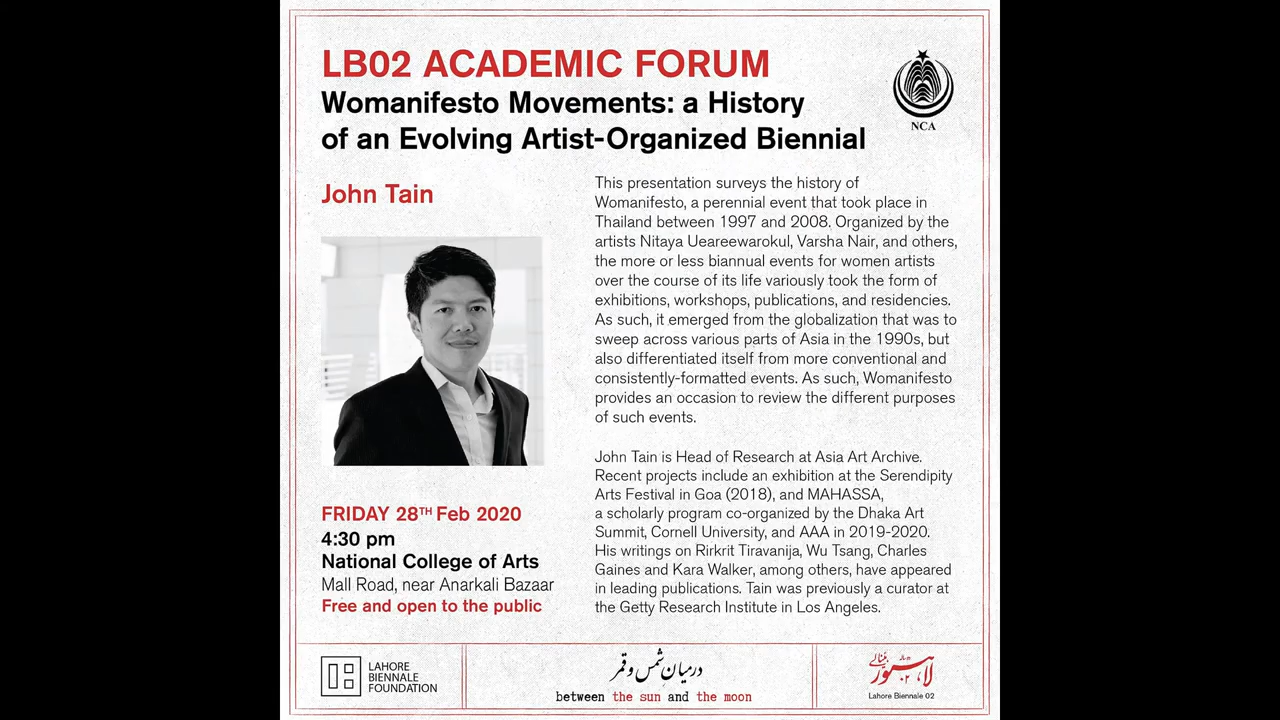 LB02 ACADEMIC FORUM
Womanifesto Movements: a History
of an Evolving Artist-Organized Biennial
NCA
John Tain
This presentation surveys the history of
Womanifesto, a perennial event that took place in
Thailand between 1997 and 2008. Organized by the
artists Nitaya Ueareewarokul, Varsha Nair, and others,
the more or less biannual events for women artists
over the course of its life variously took the form of
exhibitions, workshops, publications, and residencies.
As such, it emerged from the globalization that was to
sweep across various parts of Asia in the 1990s, but
also differentiated itself from more conventional and
consistently-formatted events. As such, Womanifesto
provides an occasion to review the different purposes
of such events.
John Tain is Head of Research at Asia Art Archive.
Recent projects include an exhibition at the Serendipity
Arts Festival in Goa (2018), and MAHASSA,
a scholarly program co-organized by the Dhaka Art
Summit, Cornell University, and AAA in 2019-2020.
His writings on Rirkrit Tiravanija, Wu Tsang, Charles
Gaines and Kara Walker, among others, have appeared
in leading publications. Tain was previously a curator at
the Getty Research Institute in Los Angeles.
FRIDAY 28TH Feb 2020
4:30 pm
National College of Arts
Mall Road, near Anarkali Bazaar
Free and open to the public
LAHORE
BIENNALE
FOUNDATION
درمیانِ شمس و قمر
between the sun and the moon
لاہور
Lahore Biennale 02